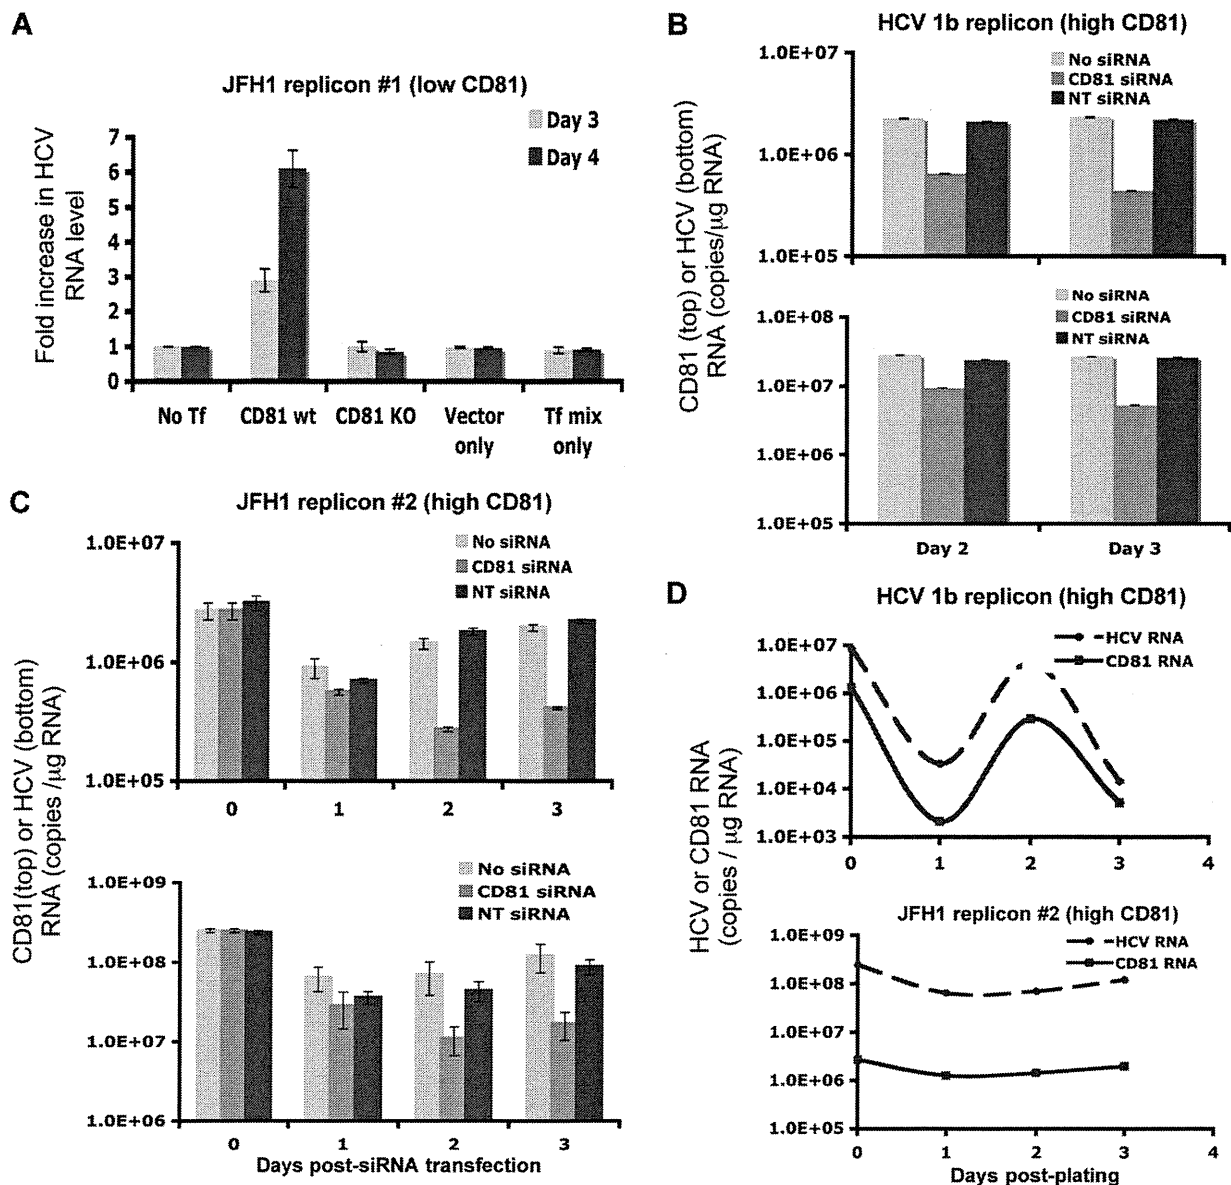 A
JFH1 replicon #1 (low CD81)
Day 3
Day 4
Fold increase in HCV
RNA level
7
6
5
4
3
2
1
0
No Tf
CD81 wt
CD81 KO
Vector only
Tf mix only
B
HCV 1b replicon (high CD81)
CD81 (top) or HCV (bottom)
RNA (copies/µg RNA)
No siRNA
CD81 siRNA
NT siRNA
1.0E+07
1.0E+06
1.0E+05
No siRNA
CD81 siRNA
NT siRNA
1.0E+08
1.0E+07
1.0E+06
1.0E+05
Day 2
Day 3
C
JFH1 replicon #2 (high CD81)
CD81(top) or HCV (bottom)
RNA (copies /µg RNA)
No siRNA
CD81 siRNA
NT siRNA
1.0E+07
1.0E+06
1.0E+05
0
1
2
3
No siRNA
CD81 siRNA
NT siRNA
1.0E+09
1.0E+08
1.0E+07
1.0E+06
0
1
2
3
Days post-siRNA transfection
D
HCV 1b replicon (high CD81)
HCV or CD81 RNA
(copies / µg RNA)
HCV RNA
CD81 RNA
1.0E+07
1.0E+06
1.0E+05
1.0E+04
1.0E+03
0
1
2
3
4
JFH1 replicon #2 (high CD81)
HCV RNA
CD81 RNA
1.0E+09
1.0E+08
1.0E+07
1.0E+06
1.0E+05
0
1
2
3
4
Days post-plating